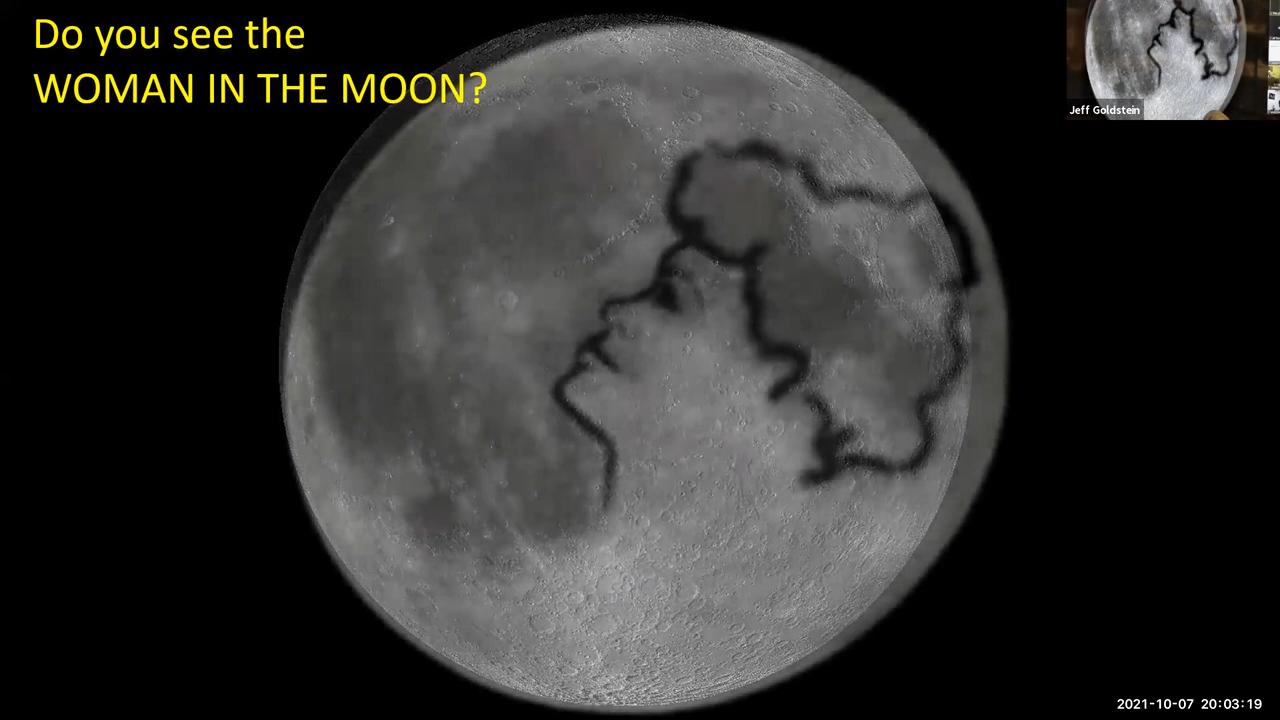 Do you see the
WOMAN IN THE MOON?
Jeff Goldstein
2021-10-07 20:03:19